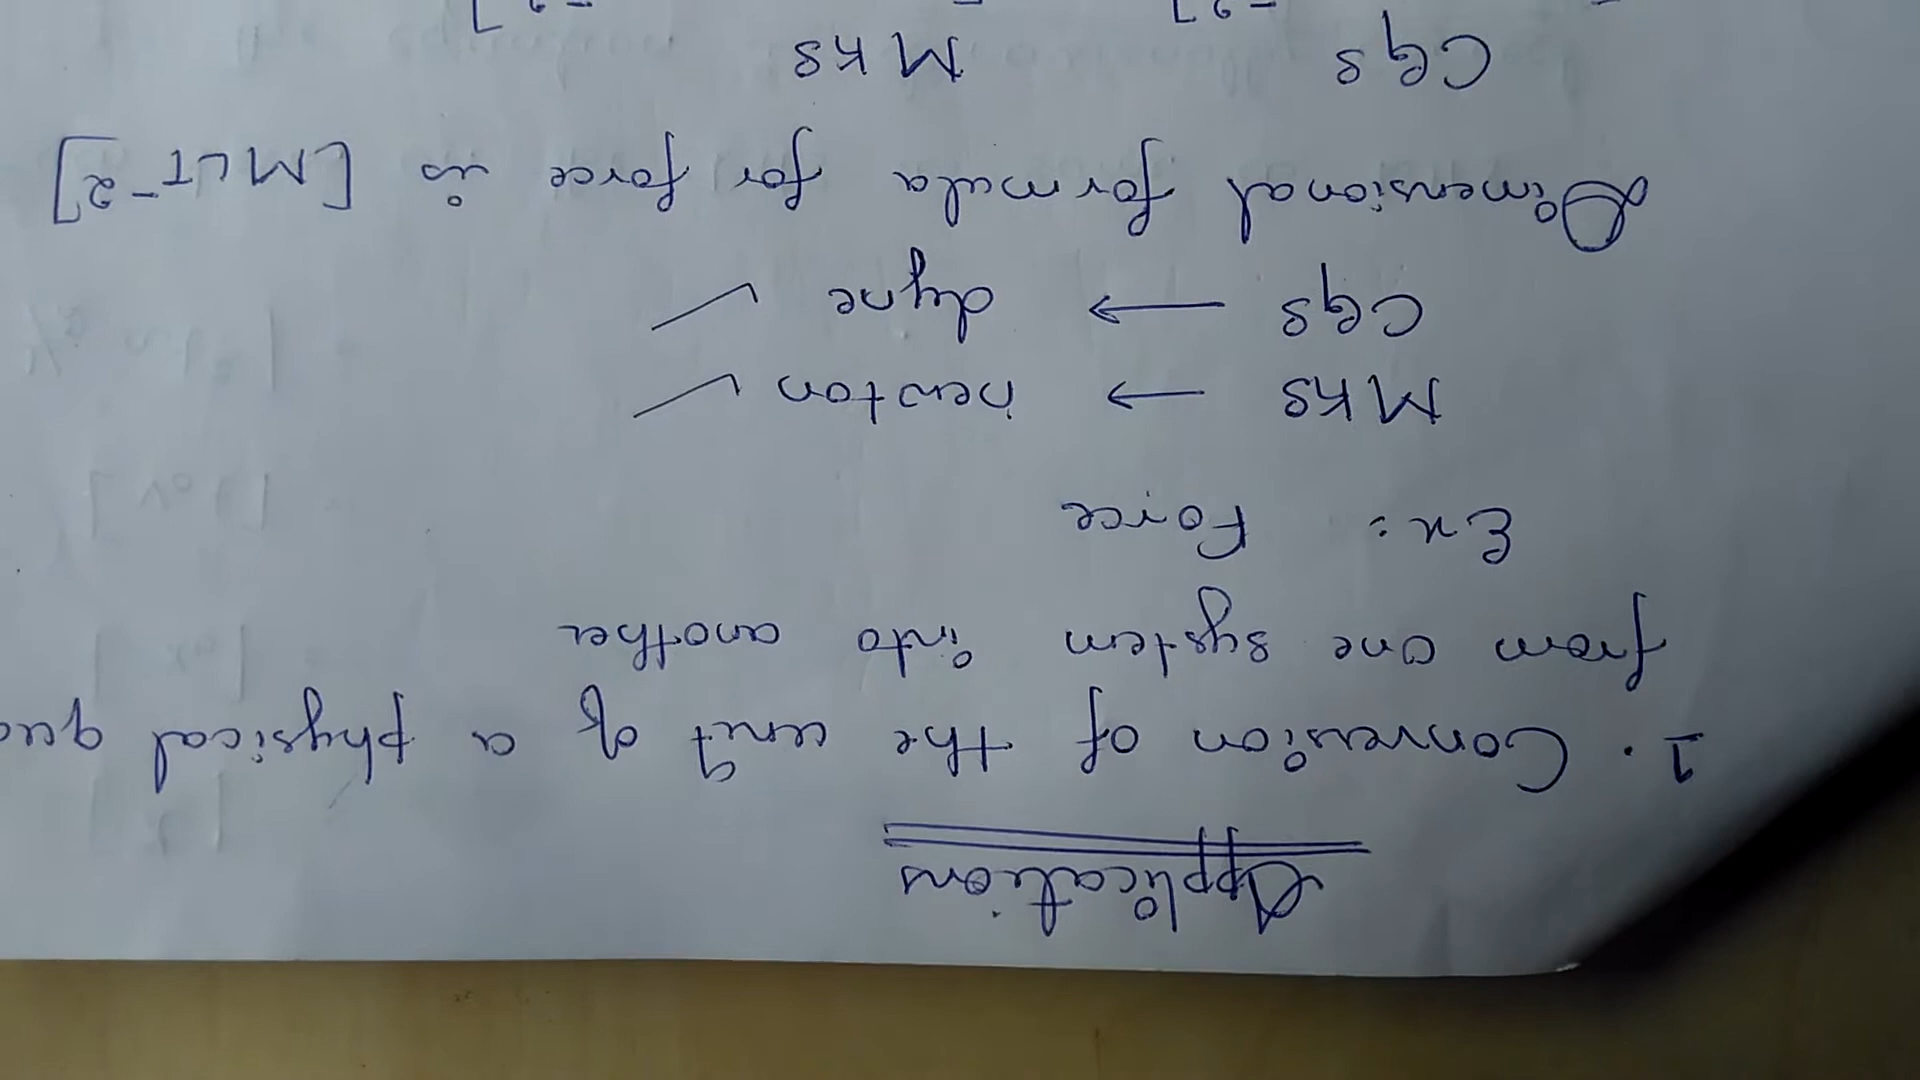 Applications
1. Conversion of the unit of a physical qua
from one system into another
Ex: Force
MKS → newton ✓
CGS → dyne ✓
Dimensional formula for force is [MLT⁻²]
CGS MKS